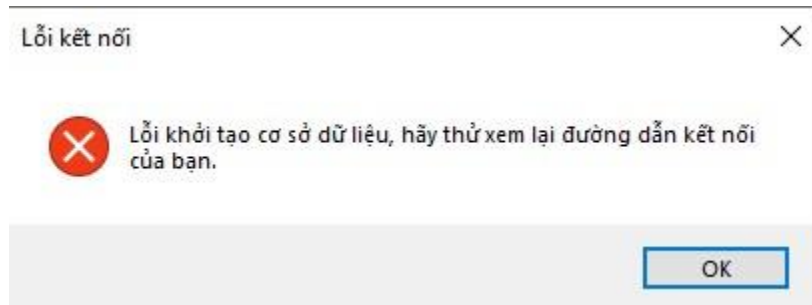 Lỗi kết nối
Lỗi khởi tạo cơ sở dữ liệu, hãy thử xem lại đường dẫn kết nối
của bạn.
OK